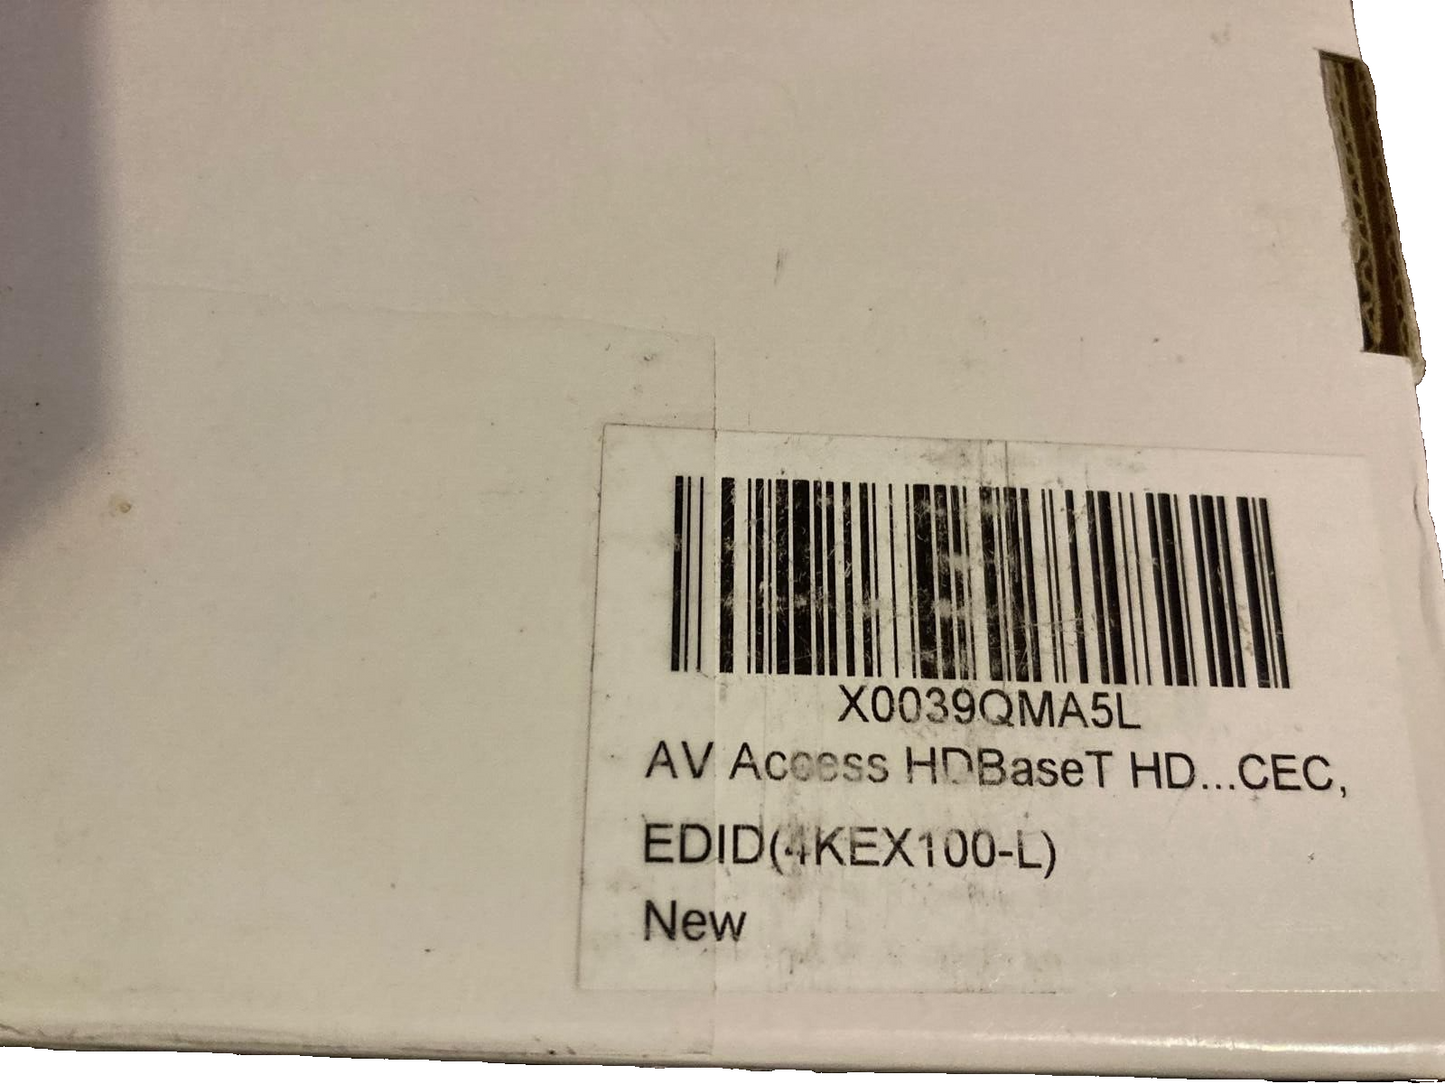 X0039QMA5L
AV Access HDBaseT HD...CEC,
EDID(4KEX100-L)
New